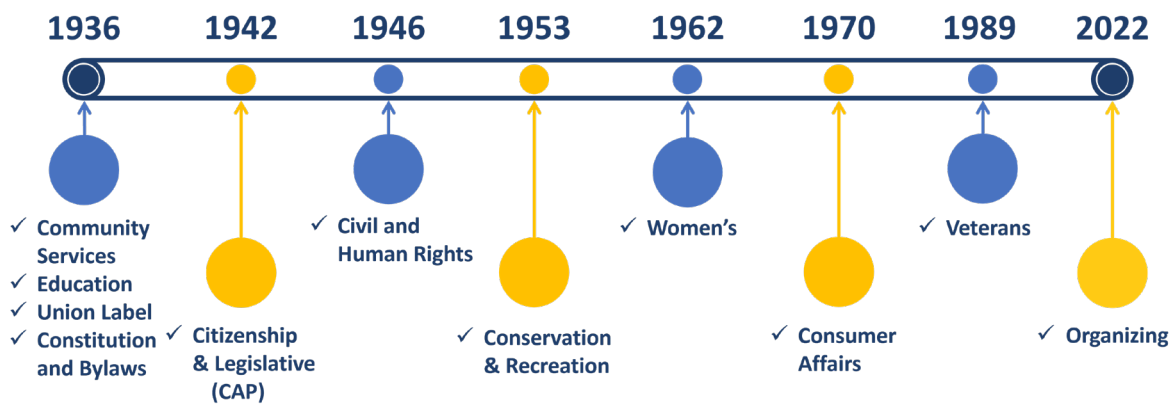 1936 1942 1946 1953 1962 1970 1989 2022
✓ Community
Services
✓ Education
✓ Union Label
✓ Constitution
and Bylaws
✓ Citizenship
& Legislative
(CAP)
✓ Civil and
Human Rights
✓ Conservation
& Recreation
✓ Women’s
✓ Consumer
Affairs
✓ Veterans
✓ Organizing